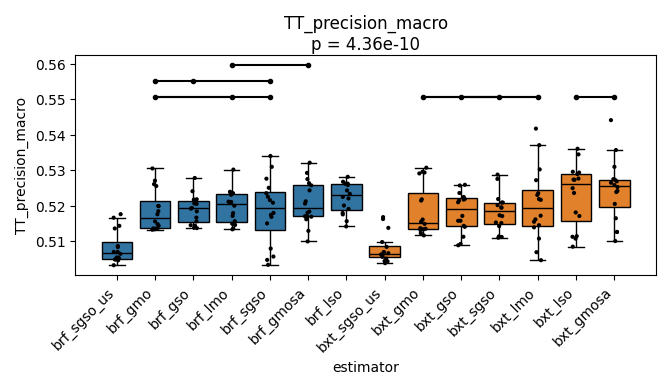 TT_precision_macro
p = 4.36e-10
TT_precision_macro
0.56
0.55
0.54
0.53
0.52
0.51
brf_sgso_us
brf_gmo
brf_gso
brf_lmo
brf_sgso
brf_gmosa
brf_lso
bxt_sgso_us
bxt_gmo
bxt_gso
bxt_sgso
bxt_lmo
bxt_lso
bxt_gmosa
estimator